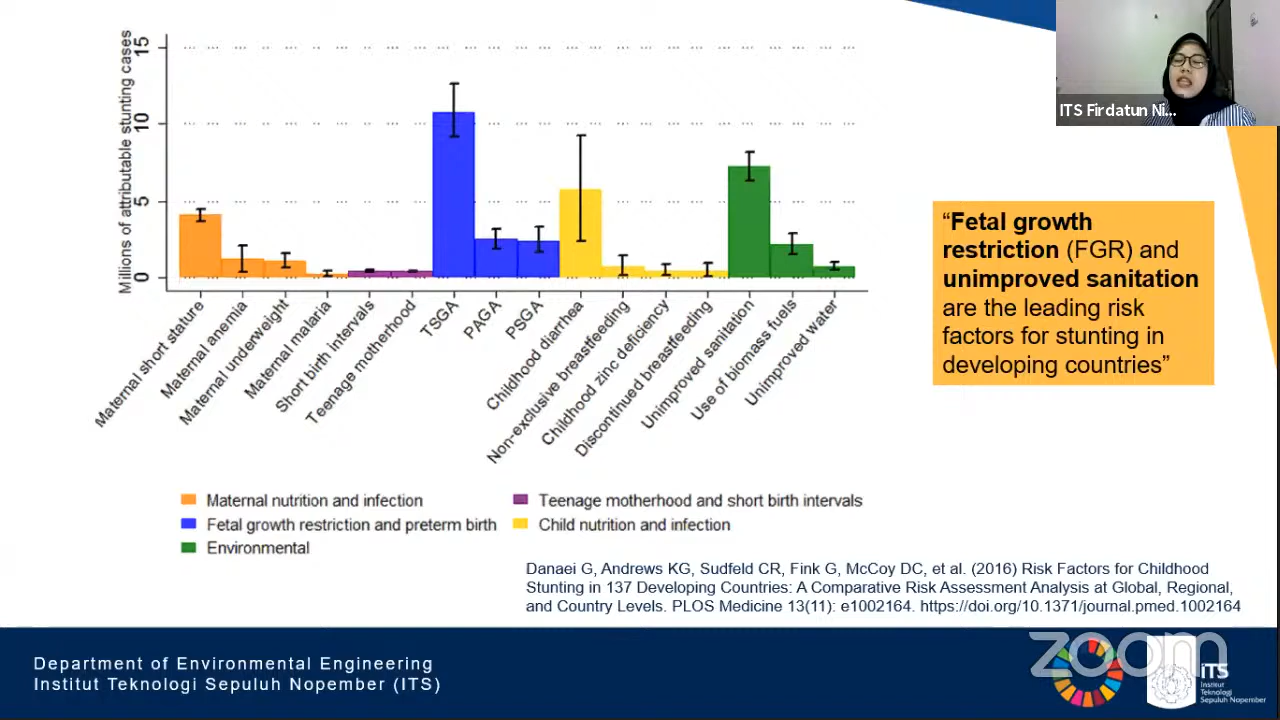 ITS Firdatun Ni...
Millions of attributable stunting cases
15
10
5
0
Maternal short stature
Maternal anemia
Maternal underweight
Maternal malaria
Short birth intervals
Teenage motherhood
TSGA
PAGA
PSGA
Childhood diarrhea
Non-exclusive breastfeeding
Childhood zinc deficiency
Discontinued breastfeeding
Unimproved sanitation
Use of biomass fuels
Unimproved water
“Fetal growth
restriction (FGR) and
unimproved sanitation
are the leading risk
factors for stunting in
developing countries”
Maternal nutrition and infection
Teenage motherhood and short birth intervals
Fetal growth restriction and preterm birth
Child nutrition and infection
Environmental
Danaei G, Andrews KG, Sudfeld CR, Fink G, McCoy DC, et al. (2016) Risk Factors for Childhood
Stunting in 137 Developing Countries: A Comparative Risk Assessment Analysis at Global, Regional,
and Country Levels. PLOS Medicine 13(11): e1002164. https://doi.org/10.1371/journal.pmed.1002164
Department of Environmental Engineering
Institut Teknologi Sepuluh Nopember (ITS)
zoom
iTS
Institut
Teknologi
Sepuluh Nopember